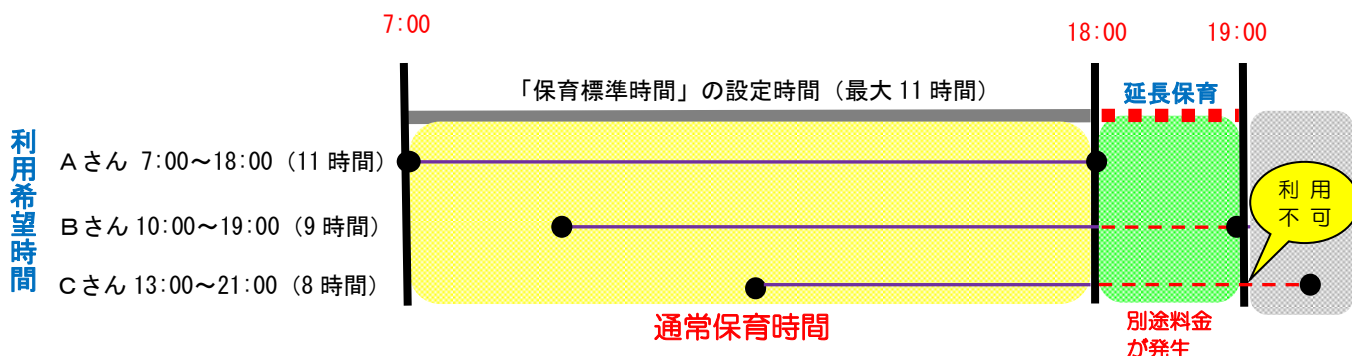 7:00
18:00
19:00
「保育標準時間」の設定時間（最大 11 時間）
延長保育
利用希望時間
Ａさん 7:00～18:00（11 時間）
Ｂさん 10:00～19:00（9 時間）
Ｃさん 13:00～21:00（8 時間）
利 用
不 可
通常保育時間
別途料金
が発生